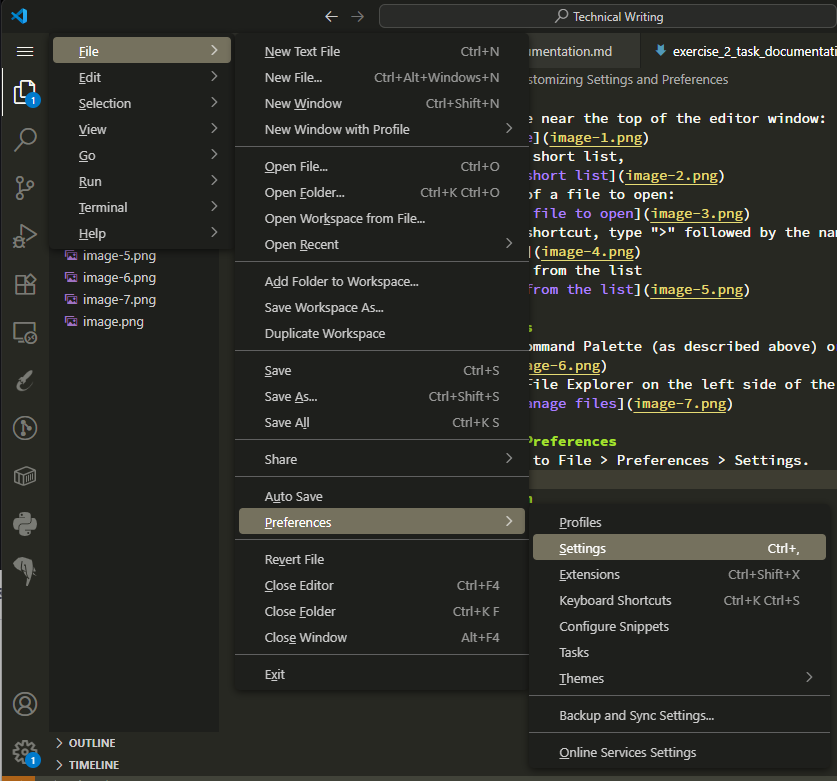 Technical Writing
File
Edit
Selection
View
Go
Run
Terminal
Help
New Text File Ctrl+N
New File... Ctrl+Alt+Windows+N
New Window Ctrl+Shift+N
New Window with Profile
Open File... Ctrl+O
Open Folder... Ctrl+K Ctrl+O
Open Workspace from File...
Open Recent
Add Folder to Workspace...
Save Workspace As...
Duplicate Workspace
Save Ctrl+S
Save As... Ctrl+Shift+S
Save All Ctrl+K S
Share
Auto Save
Preferences
Revert File
Close Editor Ctrl+F4
Close Folder Ctrl+K F
Close Window Alt+F4
Exit
Profiles
Settings Ctrl+,
Extensions Ctrl+Shift+X
Keyboard Shortcuts Ctrl+K Ctrl+S
Configure Snippets
Tasks
Themes
Backup and Sync Settings...
Online Services Settings
1
image-5.png
image-6.png
image-7.png
image.png
OUTLINE
TIMELINE
1
umentation.md exercise_2_task_documentati
stomizing Settings and Preferences
e near the top of the editor window:
e](image-1.png)
short list,
short list](image-2.png)
of a file to open:
file to open](image-3.png)
shortcut, type ">" followed by the na
](image-4.png)
from the list
from the list](image-5.png)
s
ommand Palette (as described above) o
age-6.png)
File Explorer on the left side of the
anage files](image-7.png)
Preferences
to File > Preferences > Settings.
n